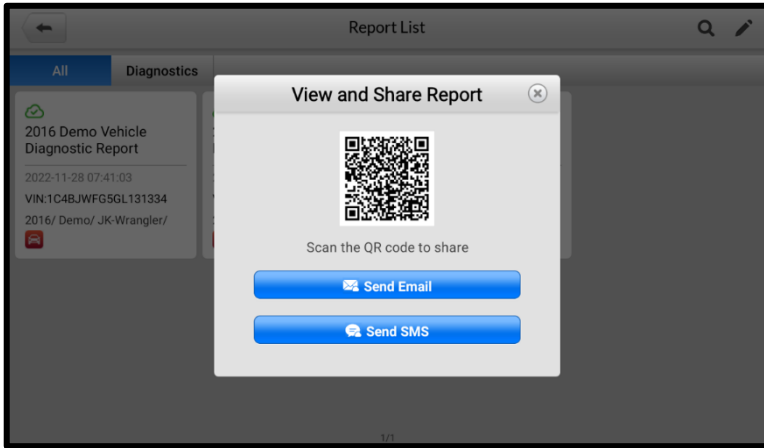 Report List
All
Diagnostics
View and Share Report
2016 Demo Vehicle
Diagnostic Report
2022-11-28 07:41:03
VIN:1C4BJWFG5GL131334
2016/ Demo/ JK-Wrangler/
Scan the QR code to share
Send Email
Send SMS
1/1